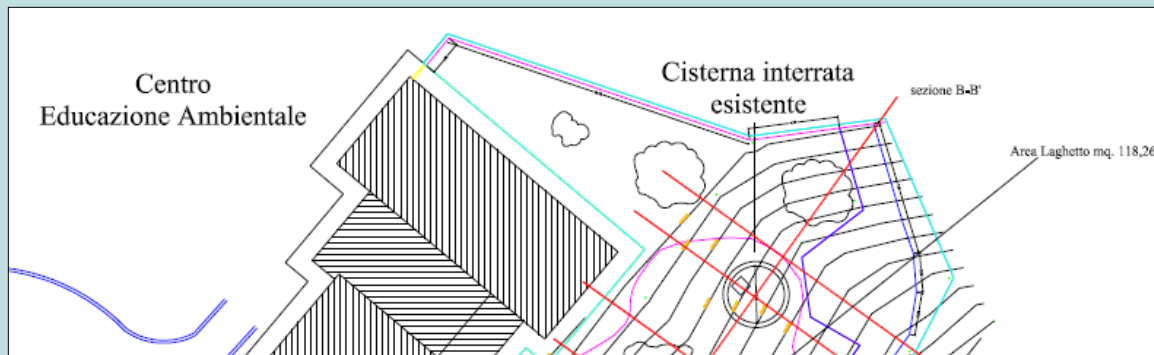 Centro
Educazione Ambientale
Cisterna interrata
esistente
sezione B-B'
Area Laghetto mq. 118,26